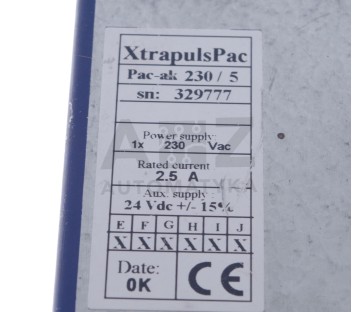 XtrapulsPac
Pac-ak 230 / 5
sn: 329777
Power supply:
1x 230 Vac
Rated current
2.5 A
AUTOMATYKA
Aux. supply
24 Vdc +/- 15%
E F G H I J
X X X X X X
Date:
0K
CE